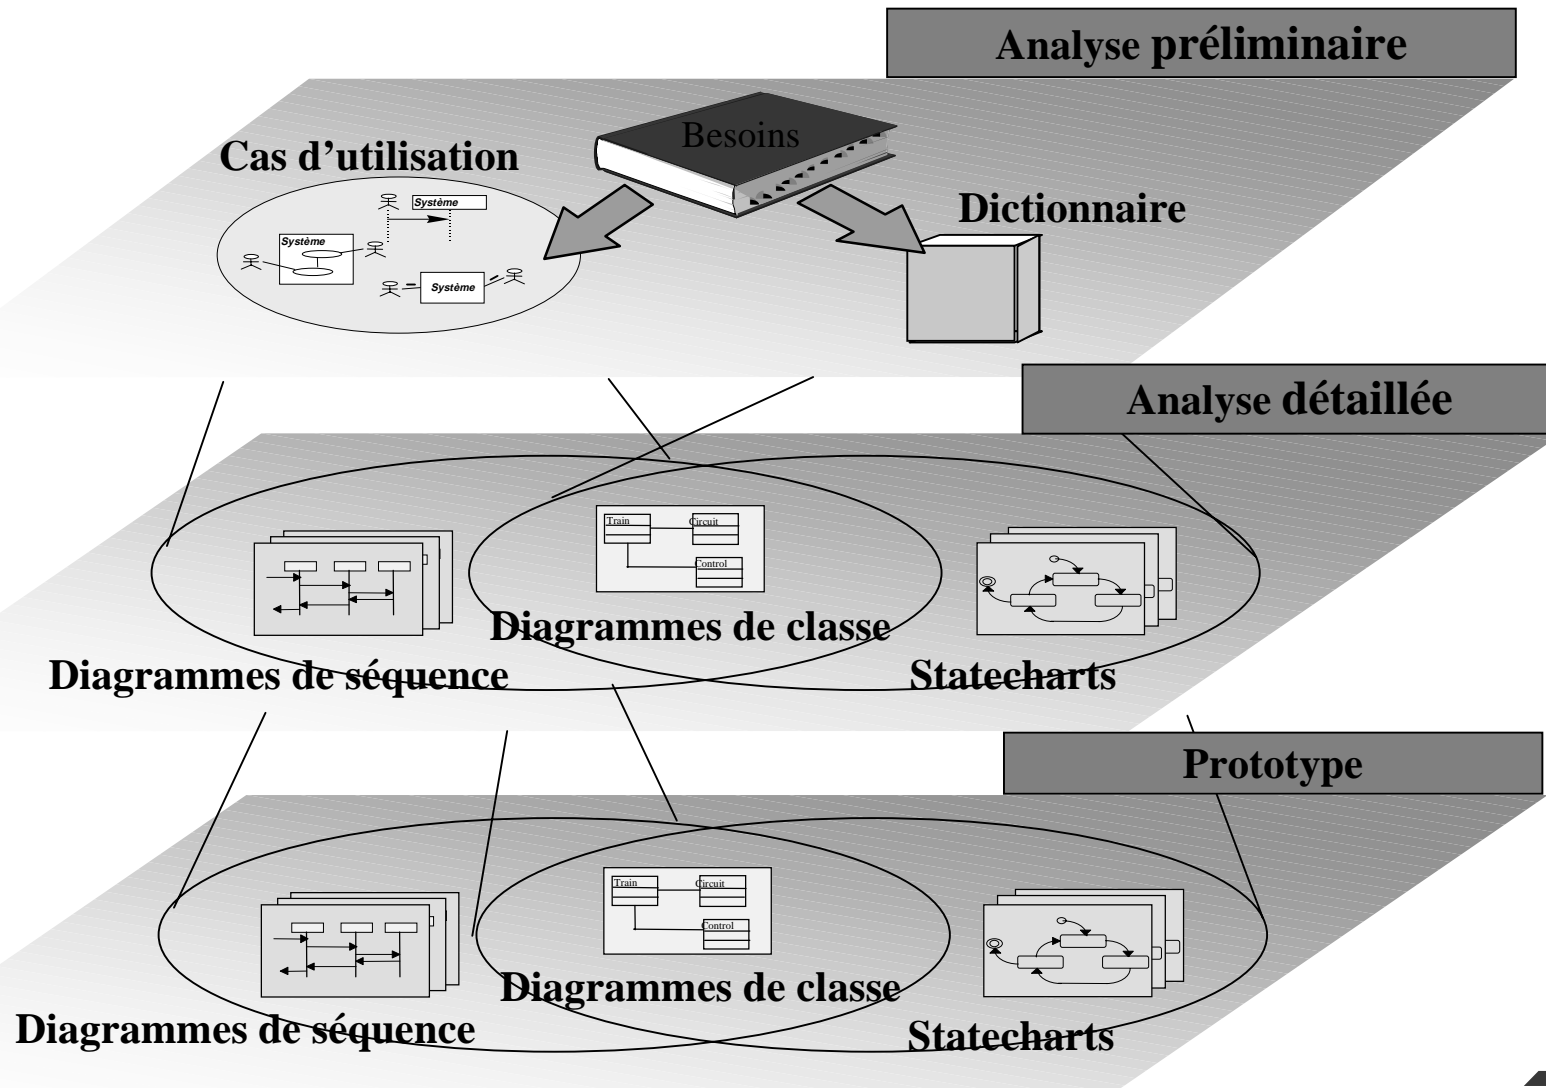 Analyse préliminaire
Besoins
Cas d’utilisation
Système
Système
Système
Dictionnaire
Analyse détaillée
Train
Circuit
Control
Diagrammes de classe
Diagrammes de séquence
Statecharts
Prototype
Train
Circuit
Control
Diagrammes de classe
Diagrammes de séquence
Statecharts